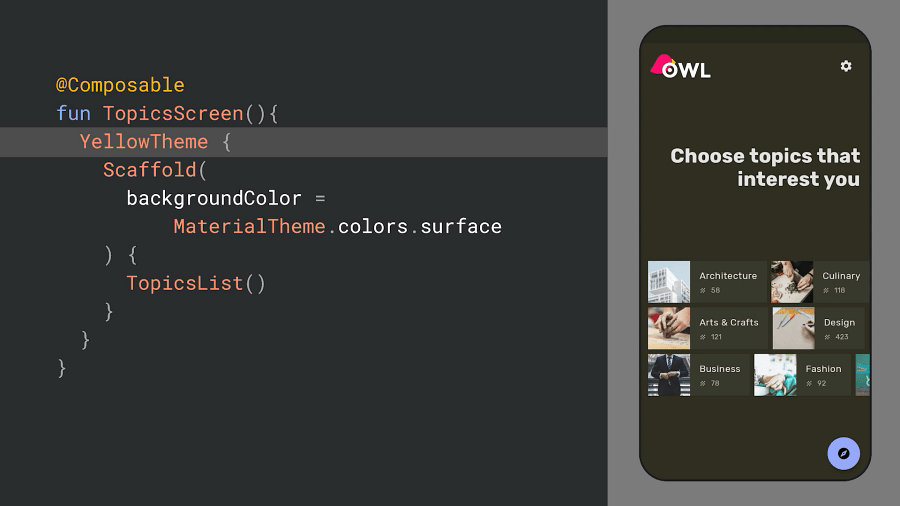 @Composable
fun TopicsScreen(){
YellowTheme {
Scaffold(
backgroundColor =
MaterialTheme.colors.surface
) {
TopicsList()
}
}
}
OWL
Choose topics that
interest you
Architecture
58
Culinary
118
Arts & Crafts
121
Design
423
Business
78
Fashion
92